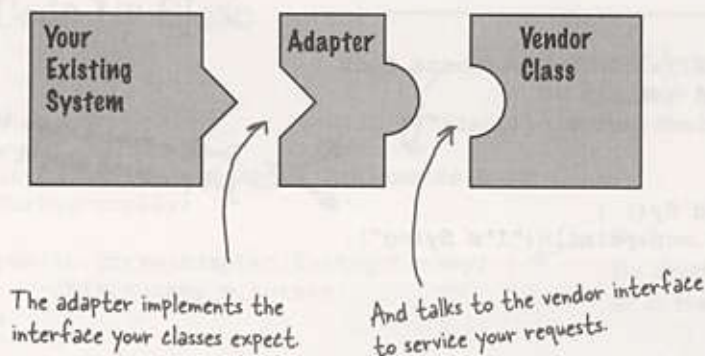 Your
Existing
System
Adapter
Vendor
Class
The adapter implements the
interface your classes expect.
And talks to the vendor interface
to service your requests.